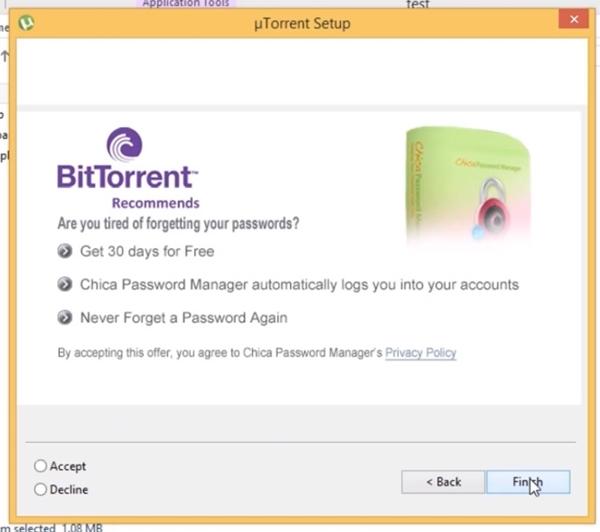 Application Tools
test
µTorrent Setup
BitTorrent™
Recommends
Are you tired of forgetting your passwords?
Get 30 days for Free
Chica Password Manager automatically logs you into your accounts
Never Forget a Password Again
By accepting this offer, you agree to Chica Password Manager's Privacy Policy
Chica Password Manager
Accept
Decline
< Back
Finish
m selected 1.08 MB